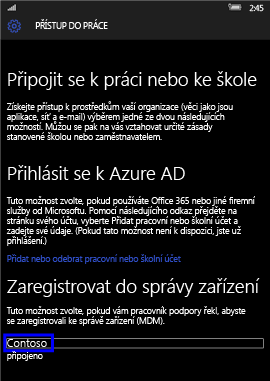 2:45
PŘÍSTUP DO PRÁCE
Připojit se k práci nebo ke škole
Získejte přístup k prostředkům vaší organizace (věci jako jsou
aplikace, síť a e-mail) výběrem jedné ze dvou následujících
možností. Můžou se pak na vás vztahovat určité zásady
stanovené školou nebo zaměstnavatelem.
Přihlásit se k Azure AD
Tuto možnost zvolte, pokud používáte Office 365 nebo jiné firemní
služby od Microsoftu. Pomocí následujícího odkaz přejděte na
stránku svého účtu, vyberte Přidat pracovní nebo školní účet a
zadejte své údaje. (Pokud tato možnost není k dispozici, jste už
přihlášení.)
Přidat nebo odebrat pracovní nebo školní účet
Zaregistrovat do správy zařízení
Tuto možnost zvolte, pokud vám pracovník podpory řekl, abyste
se zaregistrovali ke správě zařízení (MDM).
Contoso
připojeno